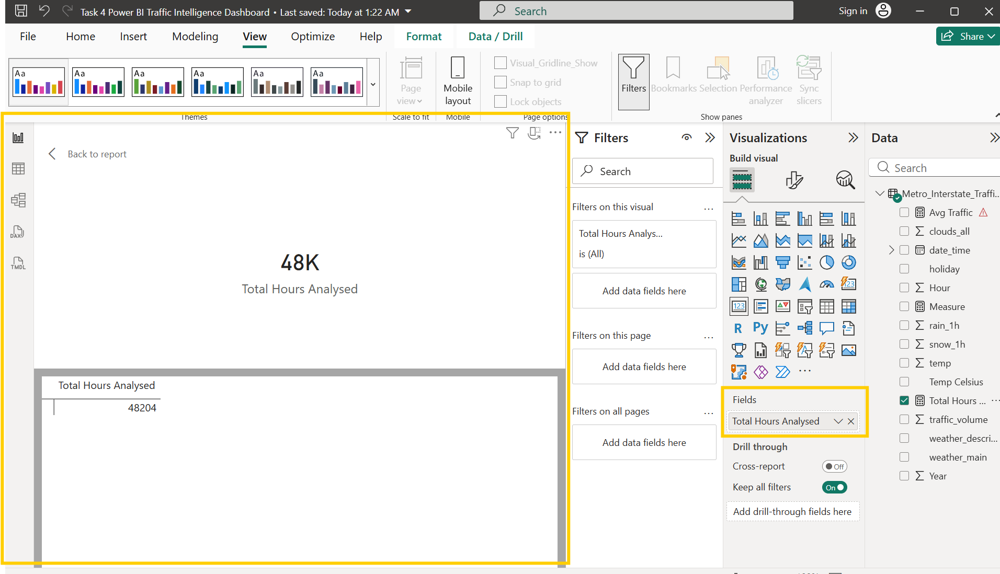 Task 4 Power BI Traffic Intelligence Dashboard • Last saved: Today at 1:22 AM
Search
Sign in
File Home Insert Modeling View Optimize Help Format Data / Drill
Share
Aa Aa Aa Aa Aa Aa
Page view
Mobile layout
Visual_Gridline_Show
Snap to grid
Lock objects
Filters
Bookmarks
Selection
Performance analyzer
Sync slicers
Themes
Scale to fit
Mobile
Page options
Show panes
Back to report
48K
Total Hours Analysed
Total Hours Analysed
48204
DAX
TMDL
Filters
Search
Filters on this visual
...
Total Hours Analys...
is (All)
Add data fields here
Filters on this page
...
Add data fields here
Filters on all pages
...
Add data fields here
Visualizations
Build visual
123
123
R Py
...
Fields
Total Hours Analysed
Drill through
Cross-report
Off
Keep all filters
On
Add drill-through fields here
Data
Search
Metro_Interstate_Traffi...
Avg Traffic
clouds_all
date_time
holiday
Hour
Measure
rain_1h
snow_1h
temp
Temp Celsius
Total Hours ...
traffic_volume
weather_descri...
weather_main
Year